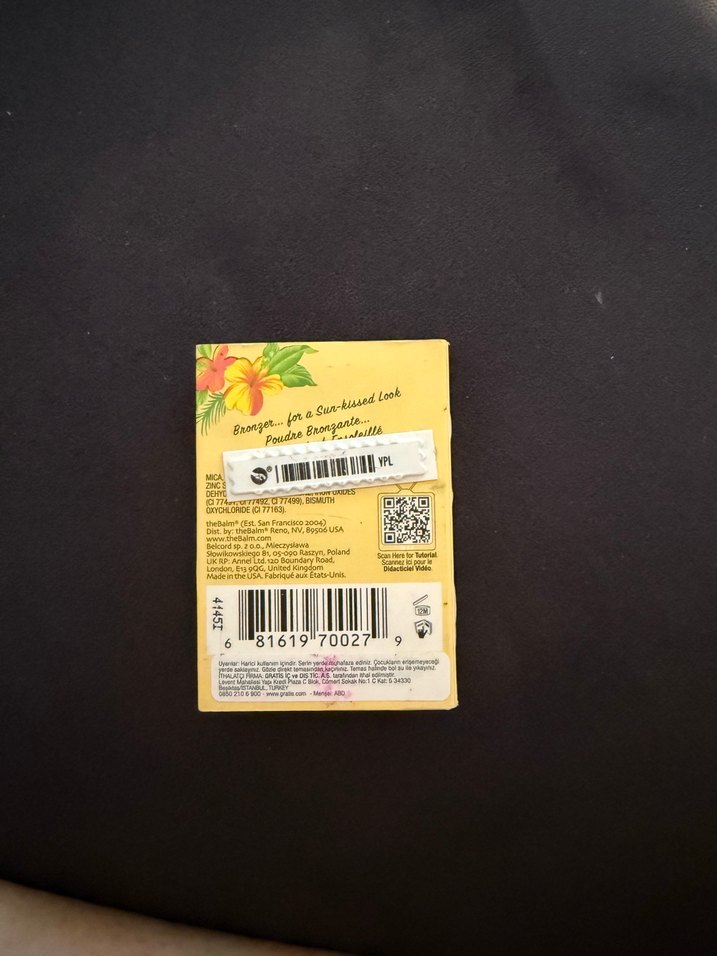 Bronzer... for a Sun-kissed Look
Poudre Bronzante...
Ensoleillé
YPL
MICA,
ZINC S
DEHYD OXIDES
(CI 77491, CI 77492, CI 77499), BISMUTH
OXYCHLORIDE (CI 77163).
theBalm® (Est. San Francisco 2004)
Dist. by: theBalm® Reno, NV, 89506 USA
www.theBalm.com
Belcord sp. z o.o., Mieczysława
Słowikowskiego 81, 05-090 Raszyn, Poland
UK RP: Annel Ltd. 120 Boundary Road,
London, E13 9QG, United Kingdom
Made in the USA. Fabriqué aux États-Unis.
Scan Here for Tutorial.
Scannez ici pour le
Didacticiel Vidéo.
41451
6 81619 70027 9
12M
Uyarılar: Harici kullanım içindir. Serin yerde muhafaza ediniz. Çocukların erişemeyeceği
yerde saklayınız. Gözle direkt temasından kaçınınız. Temas halinde bol su ile yıkayınız.
İTHALATÇI FİRMA: GRATİS İÇ ve DIŞ TİC. A.Ş. tarafından ithal edilmiştir.
Levent Mahallesi Yapı Kredi Plaza C Blok, Cömert Sokak No:1 C Kat: 6 34330
Beşiktaş/İSTANBUL, TURKEY
0850 210 6 900 - www.gratis.com - Menşei: ABD